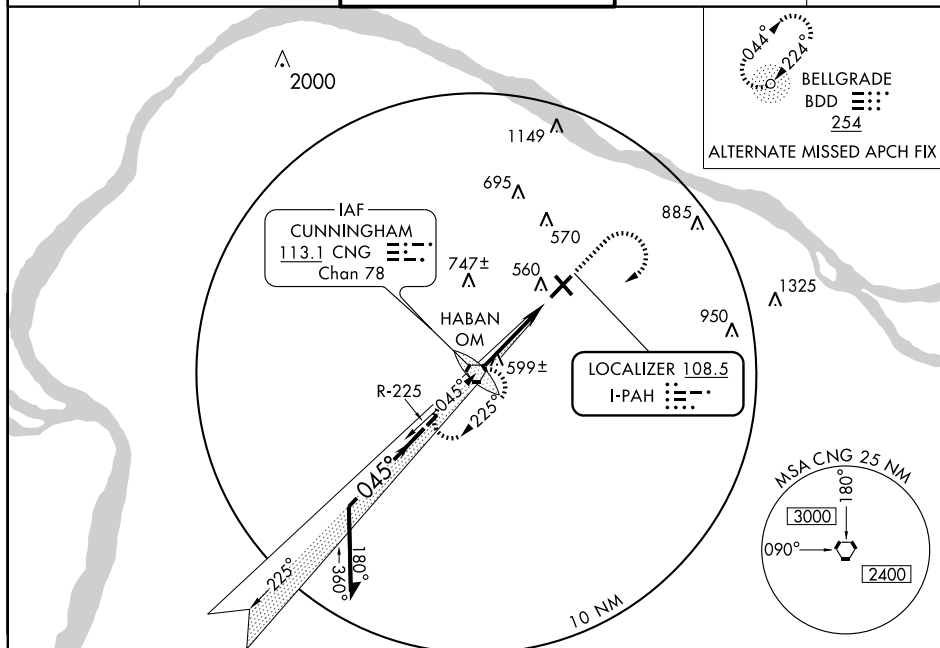 2000
044°
224°
BELLGRADE
BDD
254
ALTERNATE MISSED APCH FIX
1149
695
570
885
IAF
CUNNINGHAM
113.1 CNG
Chan 78
747±
560
1325
950
HABAN
OM
599±
LOCALIZER 108.5
I-PAH
R-225
045°
225°
045°
225°
360°
180°
10 NM
MSA CNG 25 NM
180°
3000
090°
2400